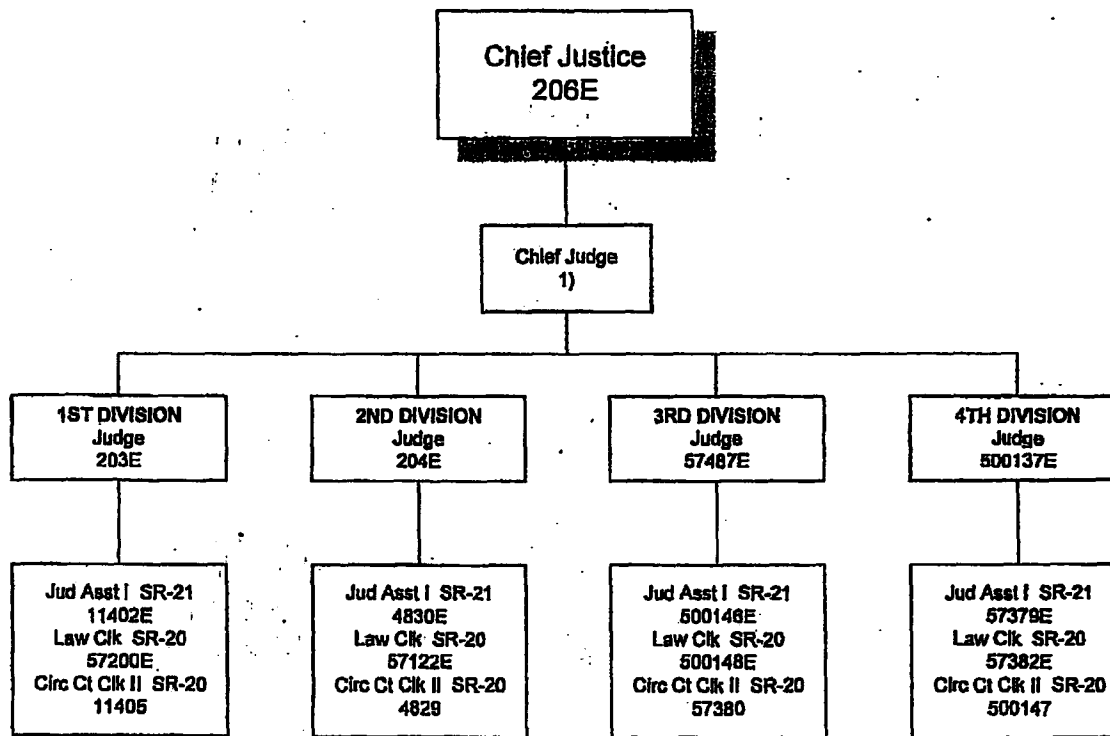 Chief Justice
206E
Chief Judge
1)
1ST DIVISION
Judge
203E
2ND DIVISION
Judge
204E
3RD DIVISION
Judge
57487E
4TH DIVISION
Judge
500137E
Jud Asst I SR-21
11402E
Law Clk SR-20
57200E
Circ Ct Clk II SR-20
11405
Jud Asst I SR-21
4830E
Law Clk SR-20
57122E
Circ Ct Clk II SR-20
4829
Jud Asst I SR-21
500146E
Law Clk SR-20
500148E
Circ Ct Clk II SR-20
57380
Jud Asst I SR-21
57379E
Law Clk SR-20
57382E
Circ Ct Clk II SR-20
500147